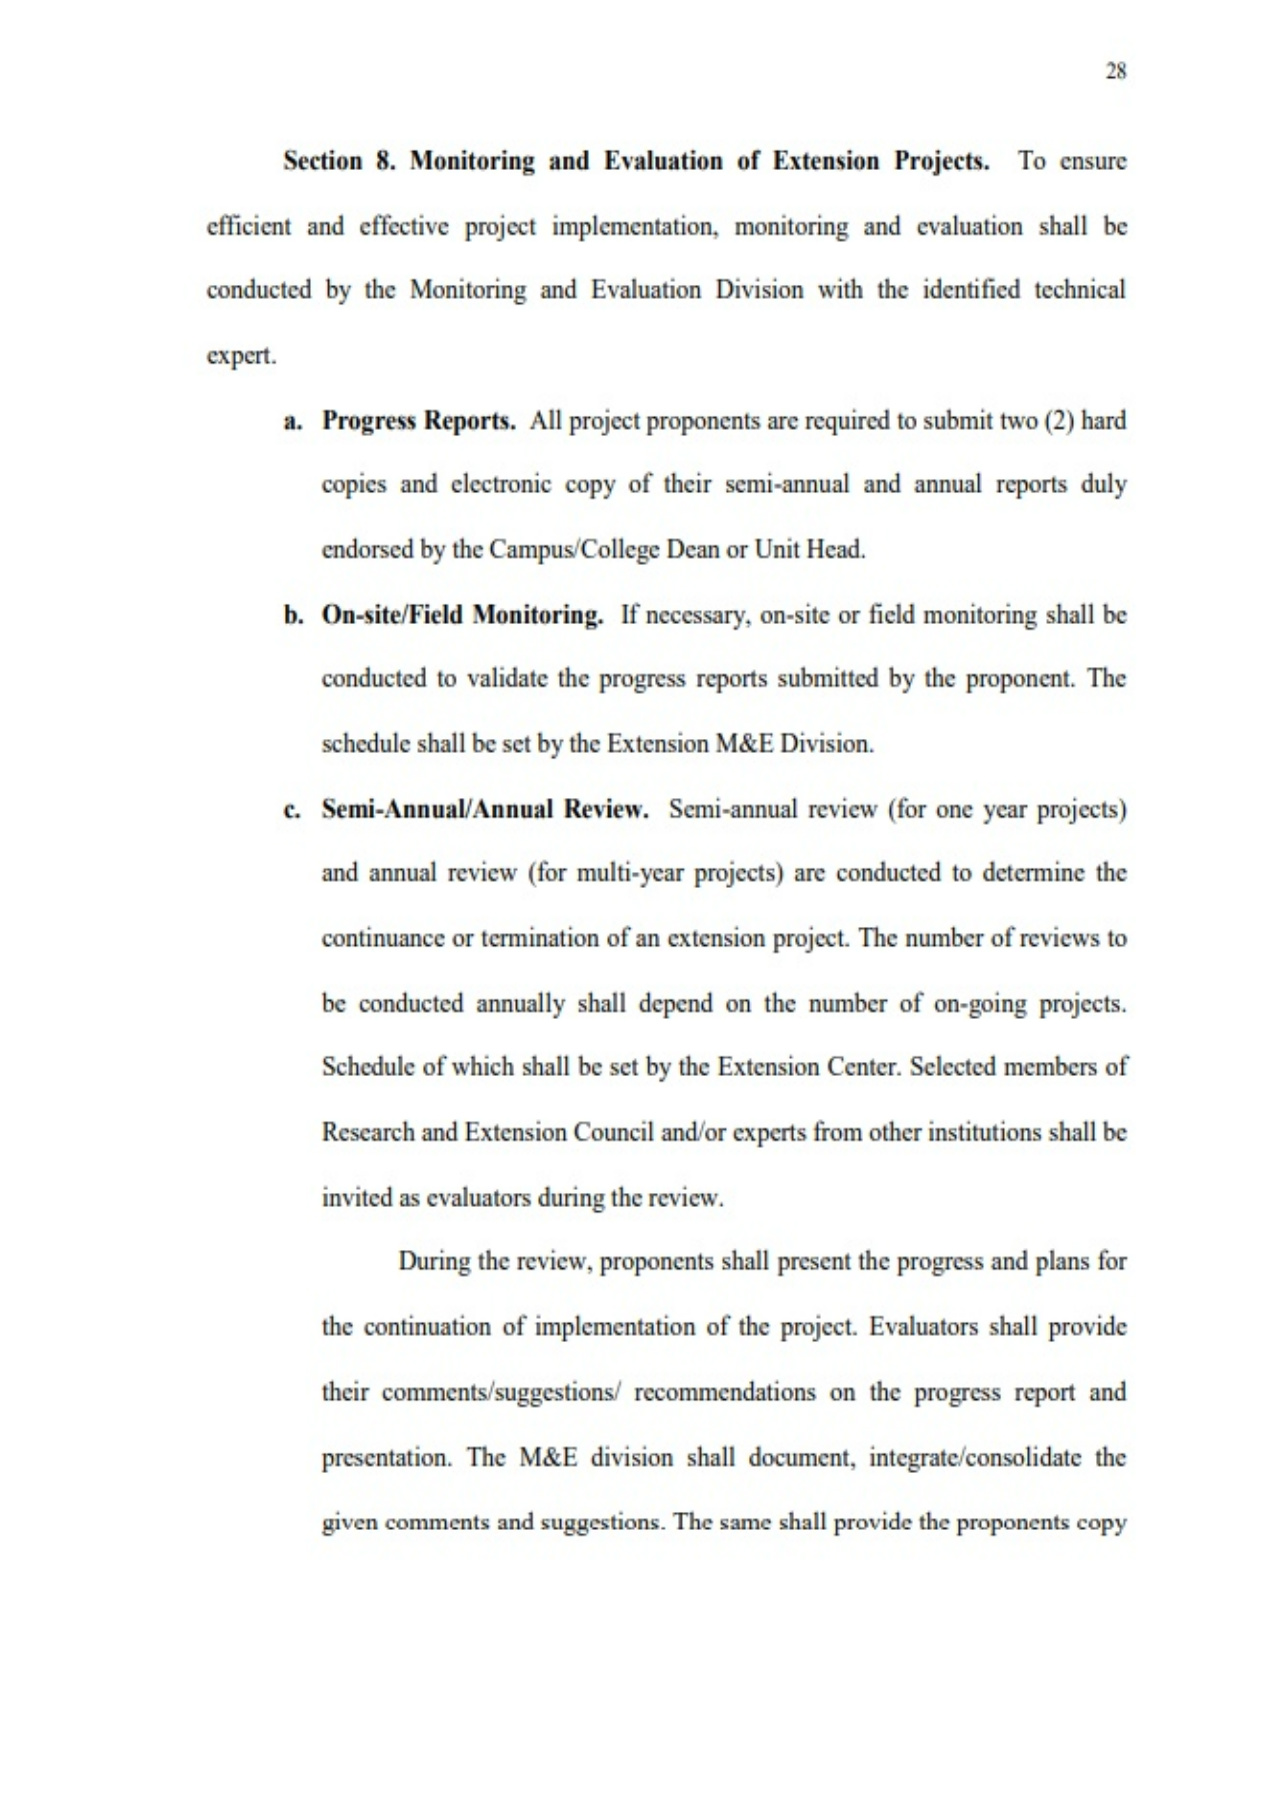 28
Section 8. Monitoring and Evaluation of Extension Projects. To ensure
efficient and effective project implementation, monitoring and evaluation shall be
conducted by the Monitoring and Evaluation Division with the identified technical
expert.
a. Progress Reports. All project proponents are required to submit two (2) hard
copies and electronic copy of their semi-annual and annual reports duly
endorsed by the Campus/College Dean or Unit Head.
b. On-site/Field Monitoring. If necessary, on-site or field monitoring shall be
conducted to validate the progress reports submitted by the proponent. The
schedule shall be set by the Extension M&E Division.
c. Semi-Annual/Annual Review. Semi-annual review (for one year projects)
and annual review (for multi-year projects) are conducted to determine the
continuance or termination of an extension project. The number of reviews to
be conducted annually shall depend on the number of on-going projects.
Schedule of which shall be set by the Extension Center. Selected members of
Research and Extension Council and/or experts from other institutions shall be
invited as evaluators during the review.
During the review, proponents shall present the progress and plans for
the continuation of implementation of the project. Evaluators shall provide
their comments/suggestions/ recommendations on the progress report and
presentation. The M&E division shall document, integrate/consolidate the
given comments and suggestions. The same shall provide the proponents copy